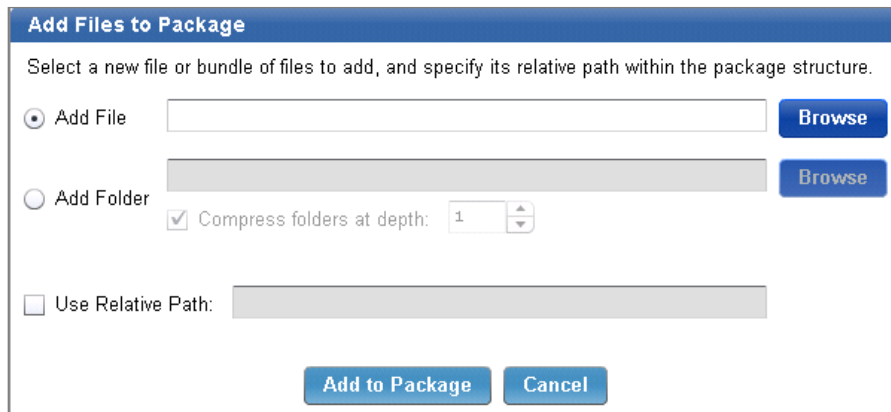 Add Files to Package
Select a new file or bundle of files to add, and specify its relative path within the package structure.
Add File
Browse
Browse
Add Folder
Compress folders at depth: 1
Use Relative Path:
Add to Package Cancel